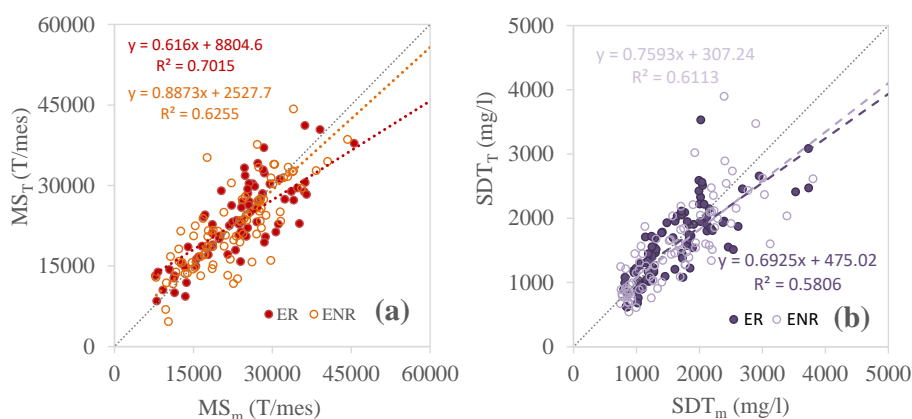 y = 0.616x + 8804.6
R² = 0.7015
y = 0.8873x + 2527.7
R² = 0.6255
60000
45000
30000
15000
0
MS_T (T/mes)
0 15000 30000 45000 60000
MS_m (T/mes)
ER ENR (a)
y = 0.7593x + 307.24
R² = 0.6113
5000
4000
3000
2000
1000
0
SDT_T (mg/l)
y = 0.6925x + 475.02
R² = 0.5806
ER ENR (b)
0 1000 2000 3000 4000 5000
SDT_m (mg/l)